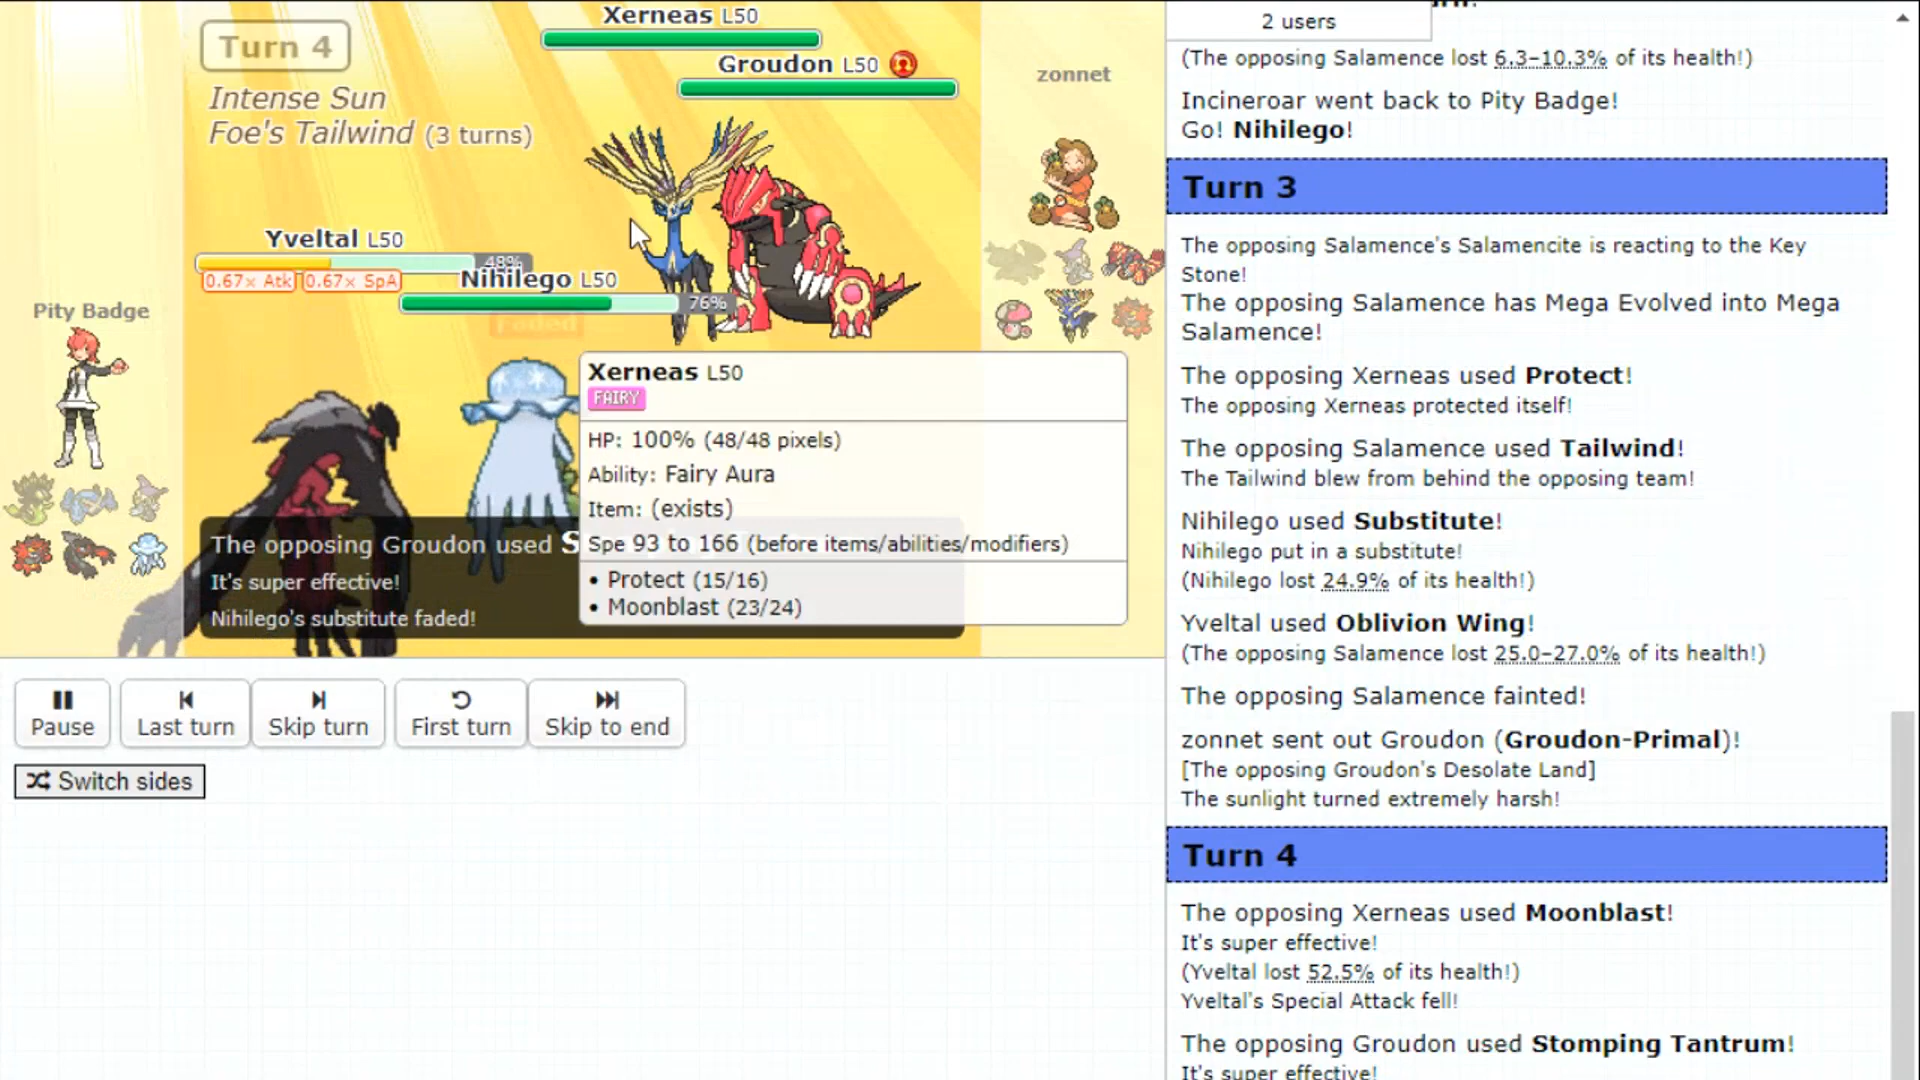 Turn 4
Intense Sun
Foe's Tailwind (3 turns)
Xerneas L50
Groudon L50
zonnet
Yveltal L50
48%
0.67× Atk 0.67× SpA
Nihilego L50
76%
Faded
Pity Badge
Xerneas L50
FAIRY
HP: 100% (48/48 pixels)
Ability: Fairy Aura
Item: (exists)
Spe 93 to 166 (before items/abilities/modifiers)
• Protect (15/16)
• Moonblast (23/24)
The opposing Groudon used S
It's super effective!
Nihilego's substitute faded!
Pause
Last turn
Skip turn
First turn
Skip to end
Switch sides
2 users
(The opposing Salamence lost 6.3–10.3% of its health!)
Incineroar went back to Pity Badge!
Go! Nihilego!
Turn 3
The opposing Salamence's Salamencite is reacting to the Key
Stone!
The opposing Salamence has Mega Evolved into Mega
Salamence!
The opposing Xerneas used Protect!
The opposing Xerneas protected itself!
The opposing Salamence used Tailwind!
The Tailwind blew from behind the opposing team!
Nihilego used Substitute!
Nihilego put in a substitute!
(Nihilego lost 24.9% of its health!)
Yveltal used Oblivion Wing!
(The opposing Salamence lost 25.0–27.0% of its health!)
The opposing Salamence fainted!
zonnet sent out Groudon (Groudon-Primal)!
[The opposing Groudon's Desolate Land]
The sunlight turned extremely harsh!
Turn 4
The opposing Xerneas used Moonblast!
It's super effective!
(Yveltal lost 52.5% of its health!)
Yveltal's Special Attack fell!
The opposing Groudon used Stomping Tantrum!
It's super effective!